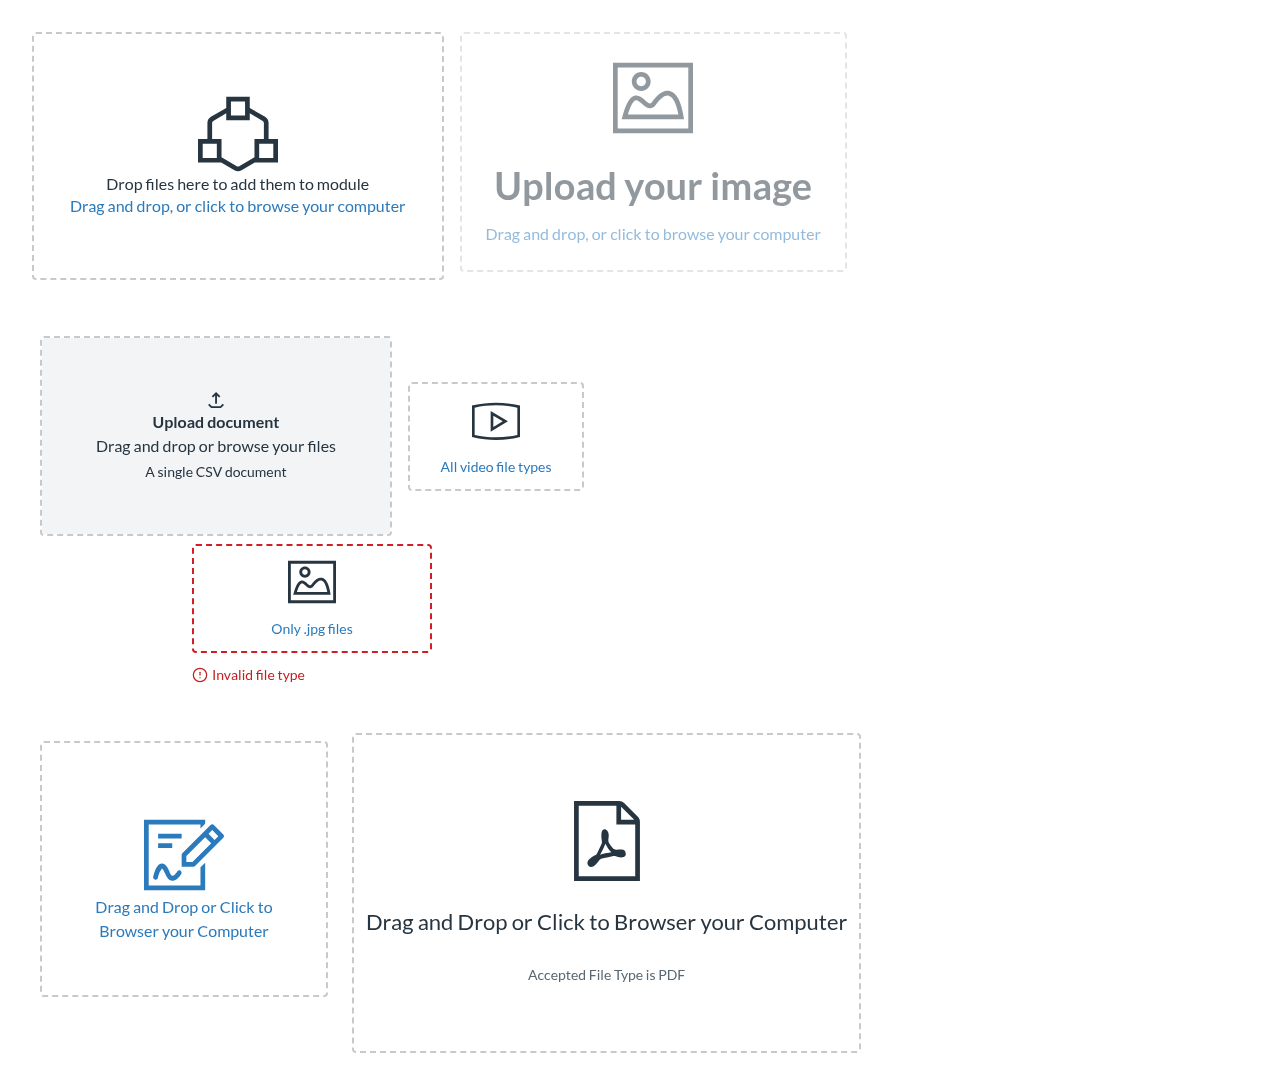 Drop files here to add them to module
Drag and drop, or click to browse your computer
Upload your image
Drag and drop, or click to browse your computer
Upload document
Drag and drop or browse your files
A single CSV document
All video file types
Only .jpg files
Invalid file type
Drag and Drop or Click to
Browser your Computer
Drag and Drop or Click to Browser your Computer
Accepted File Type is PDF